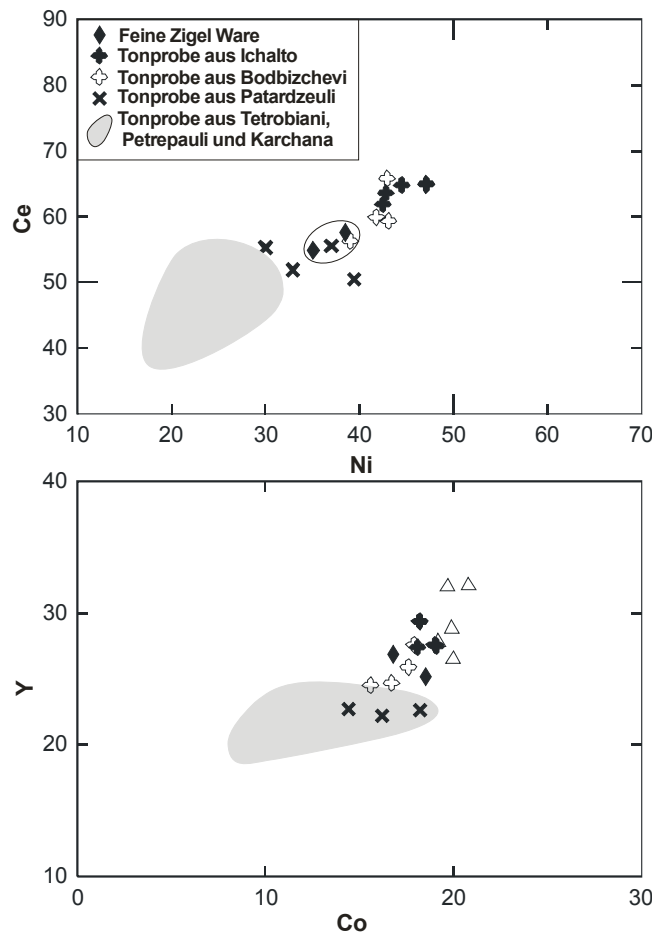 90
80
70
60
50
40
30
Ce
Feine Zigel Ware
Tonprobe aus Ichalto
Tonprobe aus Bodbizchevi
Tonprobe aus Patardzeuli
Tonprobe aus Tetrobiani,
Petrepauli und Karchana
10 20 30 40 50 60 70
Ni
40
30
20
10
Y
0 10 20 30
Co